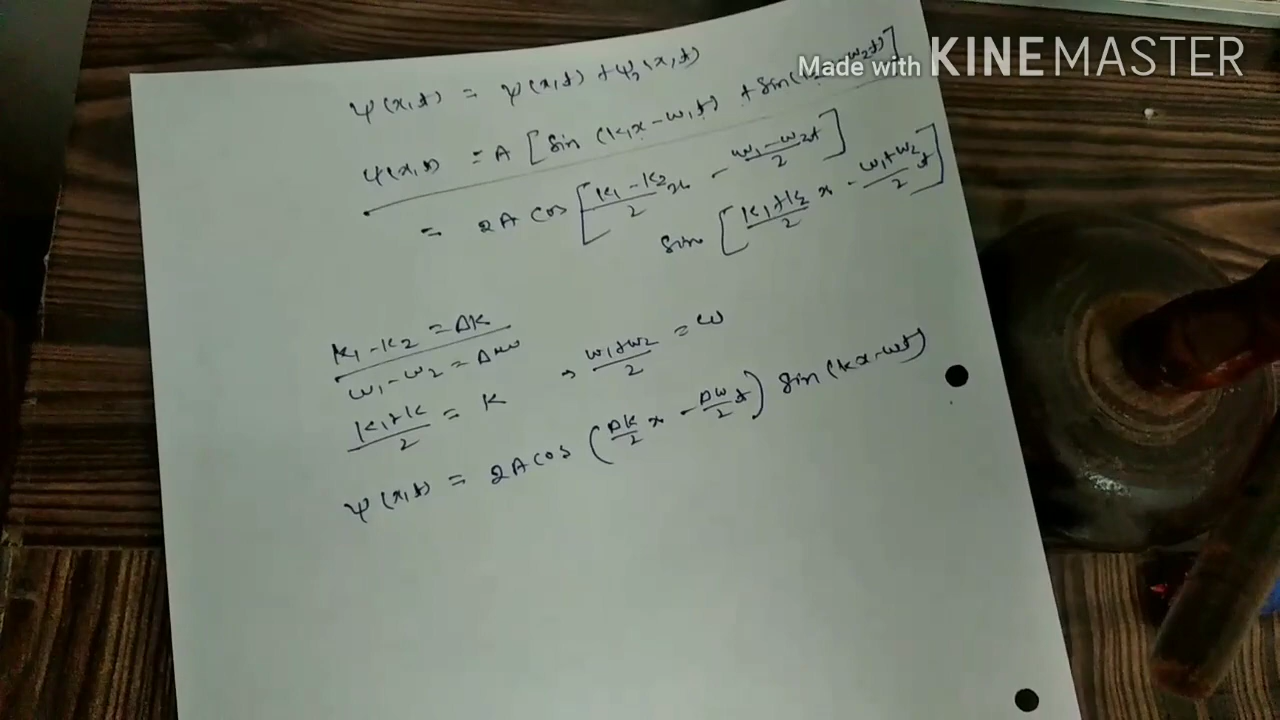 Made with KINEMASTER
ψ(x,t) = ψ(x,t) + ψ₂(x,t)
ψ(x,t) = A [sin (k₁x - ω₁t) + sin(k₂x - ω₂t)]
= 2A cos [(k₁ - k₂)/2 x - (ω₁ - ω₂)/2 t]
sin [(k₁+k₂)/2 x - (ω₁+ω₂)/2 t]
k₁ - k₂ = Δk
ω₁ - ω₂ = Δω
(k₁+k)/2 = k , (ω₁+ω₂)/2 = ω
ψ(x,t) = 2A cos (Δk/2 x - Δω/2 t) sin(kx-ωt)